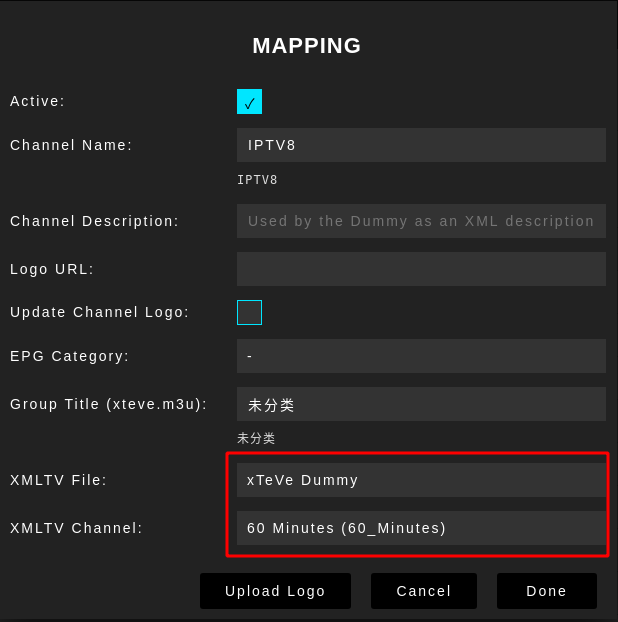 MAPPING
Active:
Channel Name: IPTV8
IPTV8
Channel Description: Used by the Dummy as an XML description
Logo URL:
Update Channel Logo:
EPG Category: -
Group Title (xteve.m3u): 未分类
未分类
XMLTV File: xTeVe Dummy
XMLTV Channel: 60 Minutes (60_Minutes)
Upload Logo Cancel Done